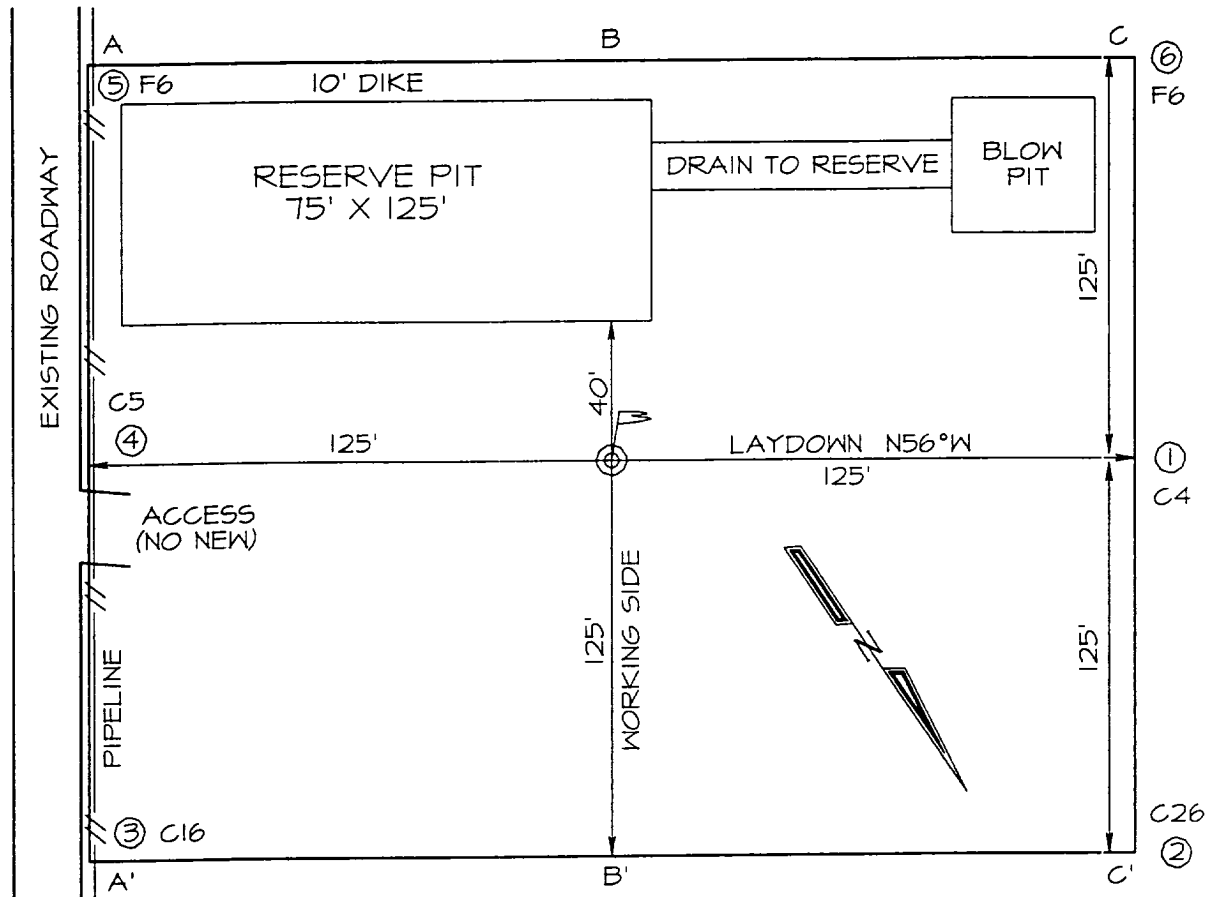 A
B
C
⑥
⑤ F6
10' DIKE
F6
EXISTING ROADWAY
RESERVE PIT
75' X 125'
DRAIN TO RESERVE
BLOW
PIT
125'
C5
④
40'
125'
LAYDOWN N56°W
125'
①
C4
ACCESS
(NO NEW)
PIPELINE
125'
WORKING SIDE
N
125'
③ C16
C26
②
A'
B'
C'